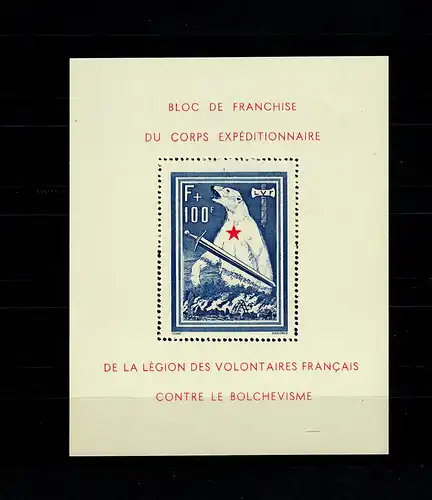 BLOC DE FRANCHISE
DU CORPS EXPÉDITIONNAIRE
F+
100F
LVF
DE LA LÉGION DES VOLONTAIRES FRANÇAIS
CONTRE LE BOLCHEVISME